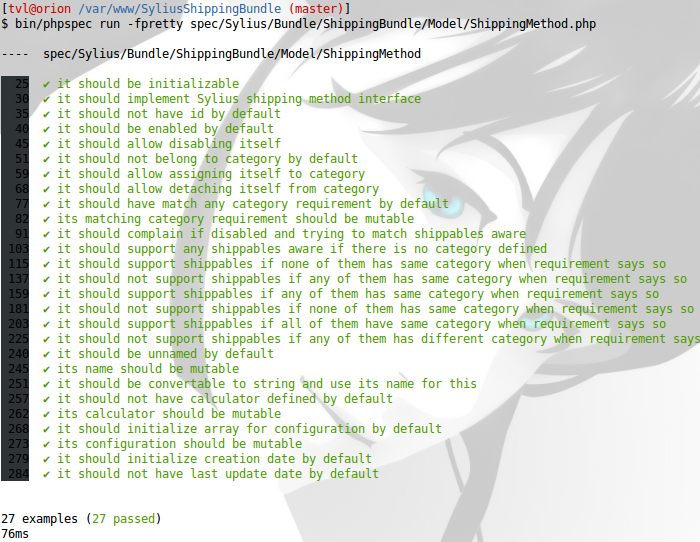 [tvl@orion /var/www/SyliusShippingBundle (master)]
$ bin/phpspec run -fpretty spec/Sylius/Bundle/ShippingBundle/Model/ShippingMethod.php
---- spec/Sylius/Bundle/ShippingBundle/Model/ShippingMethod
25 ✔ it should be initializable
30 ✔ it should implement Sylius shipping method interface
35 ✔ it should not have id by default
40 ✔ it should be enabled by default
45 ✔ it should allow disabling itself
51 ✔ it should not belong to category by default
59 ✔ it should allow assigning itself to category
68 ✔ it should allow detaching itself from category
77 ✔ it should have match any category requirement by default
82 ✔ its matching category requirement should be mutable
91 ✔ it should complain if disabled and trying to match shippables aware
103 ✔ it should support any shippables aware if there is no category defined
115 ✔ it should support shippables if none of them has same category when requirement says so
137 ✔ it should not support shippables if any of them has same category when requirement says so
159 ✔ it should support shippables if any of them has same category when requirement says so
181 ✔ it should not support shippables if none of them has same category when requirement says so
203 ✔ it should support shippables if all of them have same category when requirement says so
225 ✔ it should not support shippables if any of them has different category when requirement says
240 ✔ it should be unnamed by default
245 ✔ its name should be mutable
251 ✔ it should be convertable to string and use its name for this
257 ✔ it should not have calculator defined by default
262 ✔ its calculator should be mutable
268 ✔ it should initialize array for configuration by default
273 ✔ its configuration should be mutable
279 ✔ it should initialize creation date by default
284 ✔ it should not have last update date by default
27 examples (27 passed)
76ms